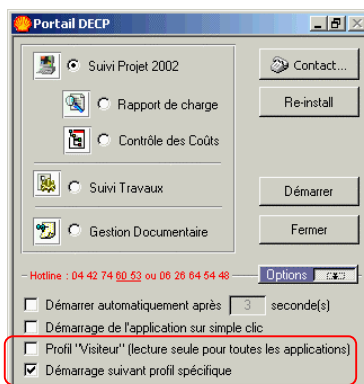 Portail DECP
Suivi Projet 2002
Contact...
Rapport de charge
Re-install
Contrôle des Coûts
Suivi Travaux
Démarrer
Gestion Documentaire
Fermer
Hotline : 04 42 74 60 53 ou 06 26 64 54 48
Options
Démarrer automatiquement après 3 seconde(s)
Démarrage de l'application sur simple clic
Profil "Visiteur" (lecture seule pour toutes les applications)
Démarrage suivant profil spécifique